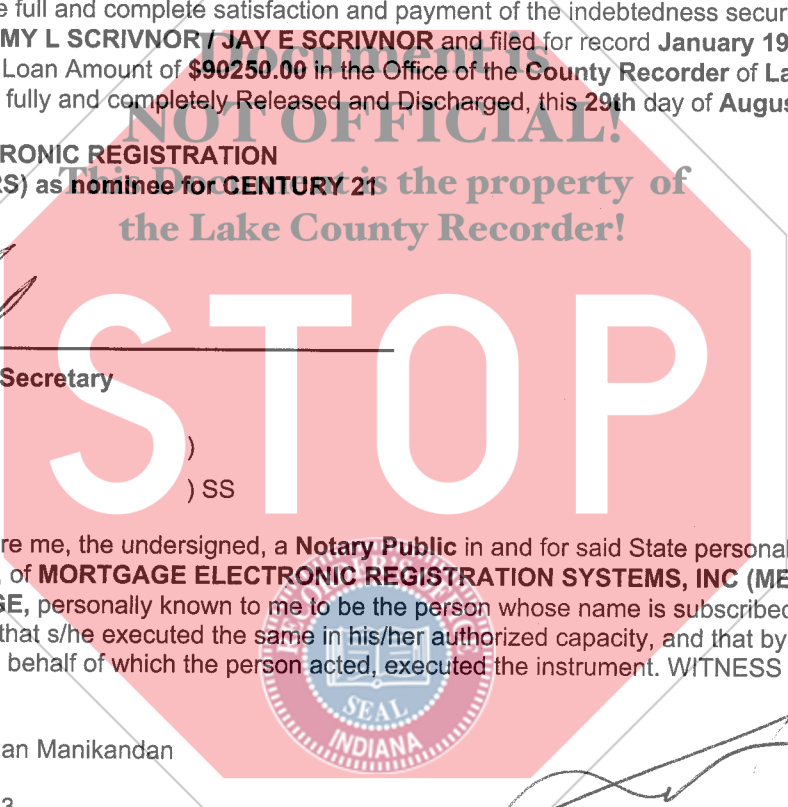 e full and complete satisfaction and payment of the indebtedness secur
MY L SCRIVNOR / JAY E SCRIVNOR and filed for record January 19
Document is
Loan Amount of $90250.00 in the Office of the County Recorder of La
fully and completely Released and Discharged, this 29th day of Augus
NOT OFFICIAL!
RONIC REGISTRATION
This Document is the property of
RS) as nominee for CENTURY 21
the Lake County Recorder!
STOP
Secretary
)
) SS
re me, the undersigned, a Notary Public in and for said State personal
, of MORTGAGE ELECTRONIC REGISTRATION SYSTEMS, INC (ME
GE, personally known to me to be the person whose name is subscribed
that s/he executed the same in his/her authorized capacity, and that by
behalf of which the person acted, executed the instrument. WITNESS
RECORDER'S OFFICE
SEAL
INDIANA
an Manikandan
3